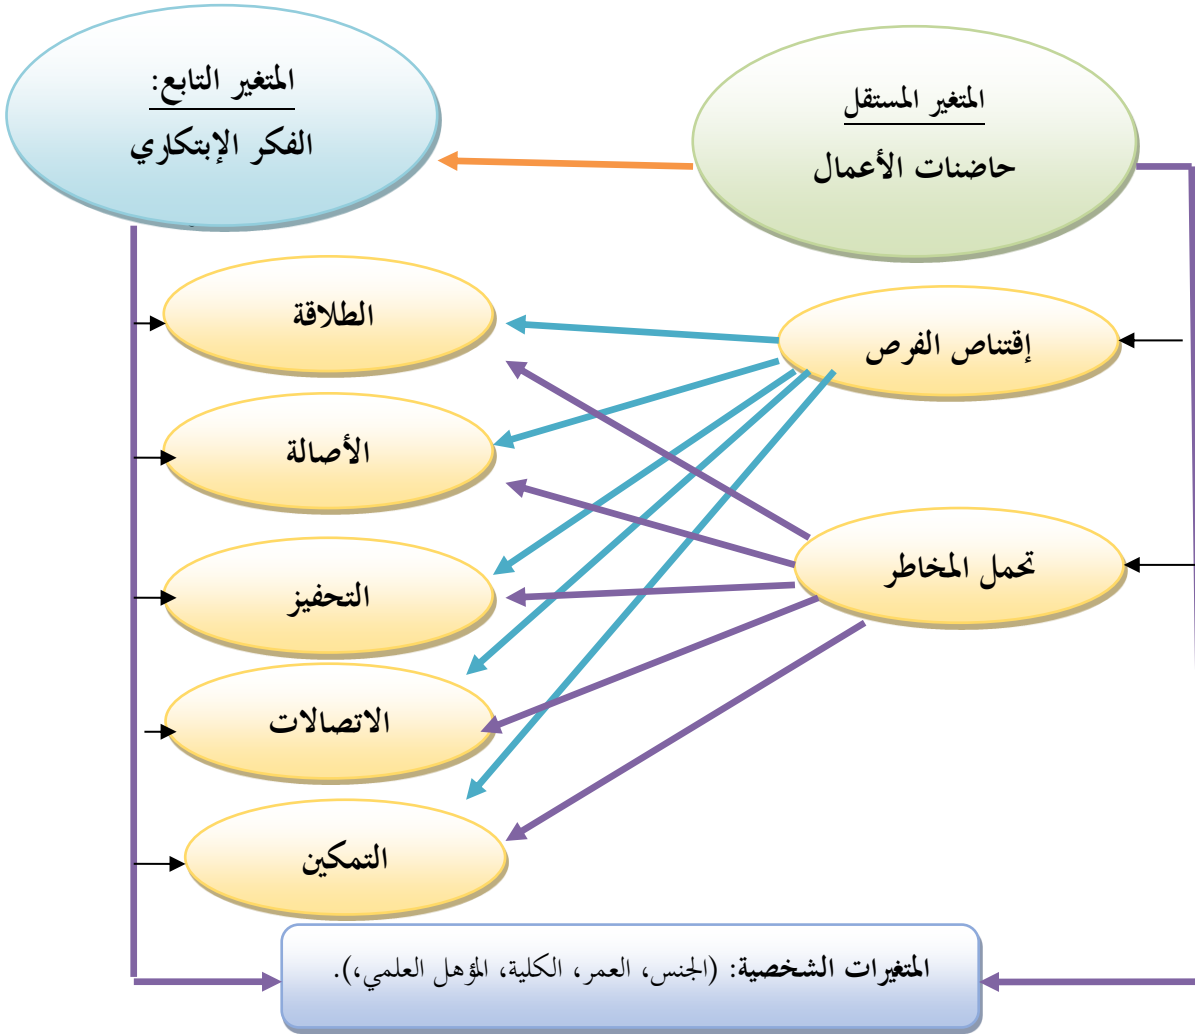 المتغير المستقل
حاضنات الأعمال
المتغير التابع:
الفكر الإبتكاري
إقتناص الفرص
تحمل المخاطر
الطلاقة
الأصالة
التحفيز
الاتصالات
التمكين
المتغيرات الشخصية: (الجنس، العمر، الكلية، المؤهل العلمي،).